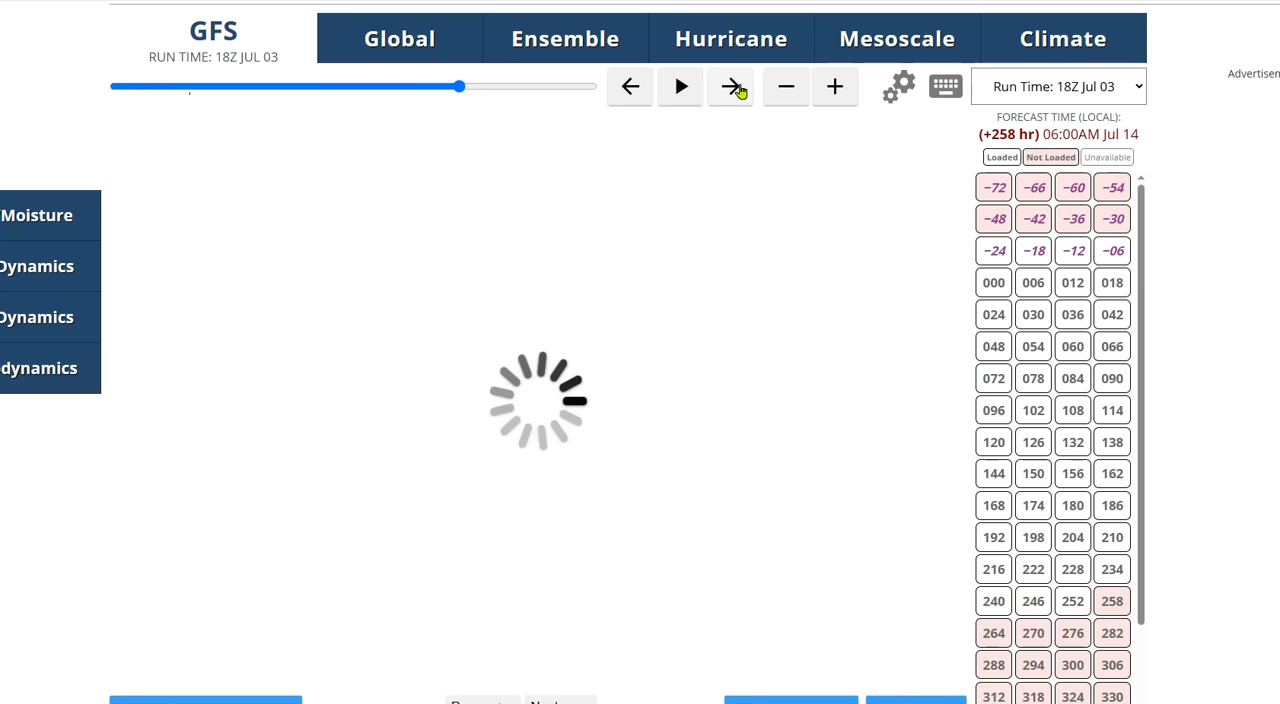 GFS
RUN TIME: 18Z JUL 03
Global
Ensemble
Hurricane
Mesoscale
Climate
Run Time: 18Z Jul 03
Advertisem
FORECAST TIME (LOCAL):
(+258 hr) 06:00AM Jul 14
Loaded
Not Loaded
Unavailable
/Moisture
Dynamics
Dynamics
odynamics
−72 −66 −60 −54
−48 −42 −36 −30
−24 −18 −12 −06
000 006 012 018
024 030 036 042
048 054 060 066
072 078 084 090
096 102 108 114
120 126 132 138
144 150 156 162
168 174 180 186
192 198 204 210
216 222 228 234
240 246 252 258
264 270 276 282
288 294 300 306
312 318 324 330